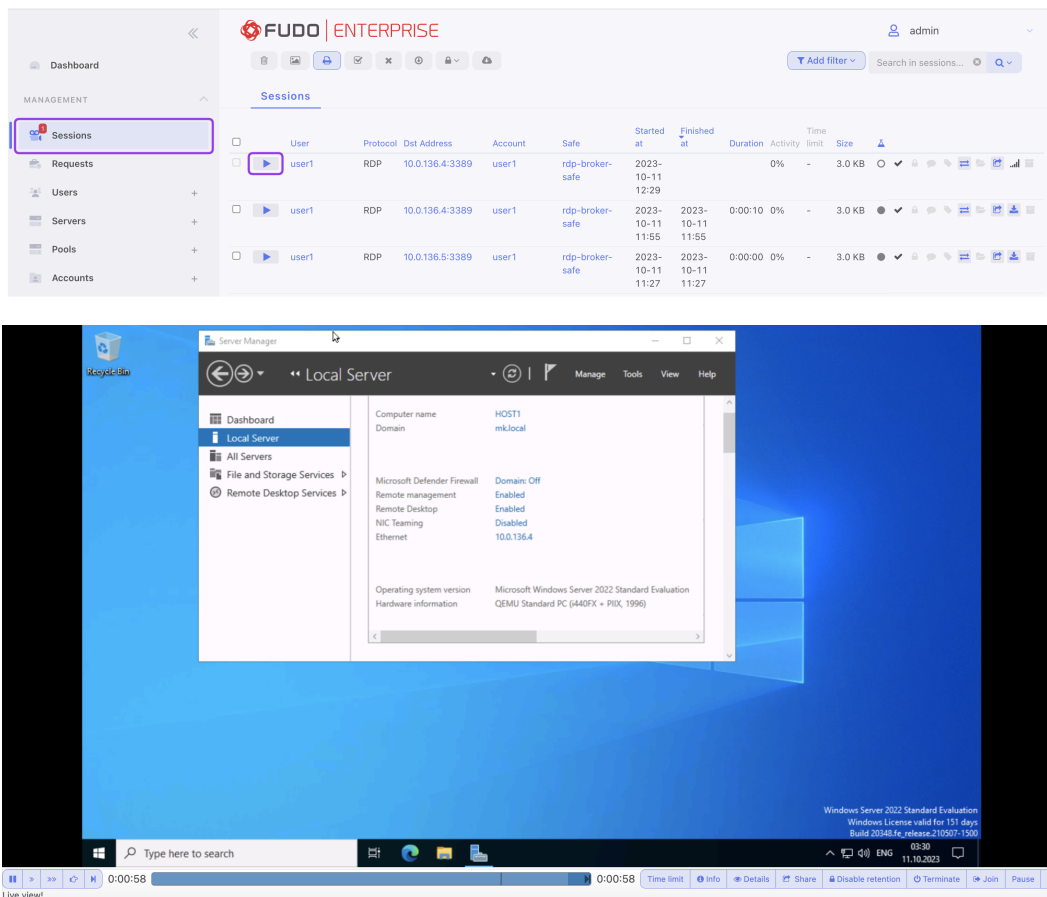 FUDO ENTERPRISE
admin
Dashboard
Add filter
Search in sessions...
MANAGEMENT
Sessions
1
Sessions
Requests
Users +
Servers +
Pools +
Accounts +
User Protocol Dst Address Account Safe Started at Finished at Duration Activity Time limit Size
user1 RDP 10.0.136.4:3389 user1 rdp-broker-safe 2023-10-11 12:29 0% - 3.0 KB
user1 RDP 10.0.136.4:3389 user1 rdp-broker-safe 2023-10-11 11:55 2023-10-11 11:55 0:00:10 0% - 3.0 KB
user1 RDP 10.0.136.5:3389 user1 rdp-broker-safe 2023-10-11 11:27 2023-10-11 11:27 0:00:00 0% - 3.0 KB
Recycle Bin
Server Manager
Local Server
Manage Tools View Help
Dashboard
Local Server
All Servers
File and Storage Services
Remote Desktop Services
Computer name HOST1
Domain mk.local
Microsoft Defender Firewall Domain: Off
Remote management Enabled
Remote Desktop Enabled
NIC Teaming Disabled
Ethernet 10.0.136.4
Operating system version Microsoft Windows Server 2022 Standard Evaluation
Hardware information QEMU Standard PC (i440FX + PIIX, 1996)
Windows Server 2022 Standard Evaluation
Windows License valid for 151 days
Build 20348.fe_release.210507-1500
Type here to search
ENG
03:30
11.10.2023
0:00:58
0:00:58
Time limit Info Details Share Disable retention Terminate Join Pause
Live view!